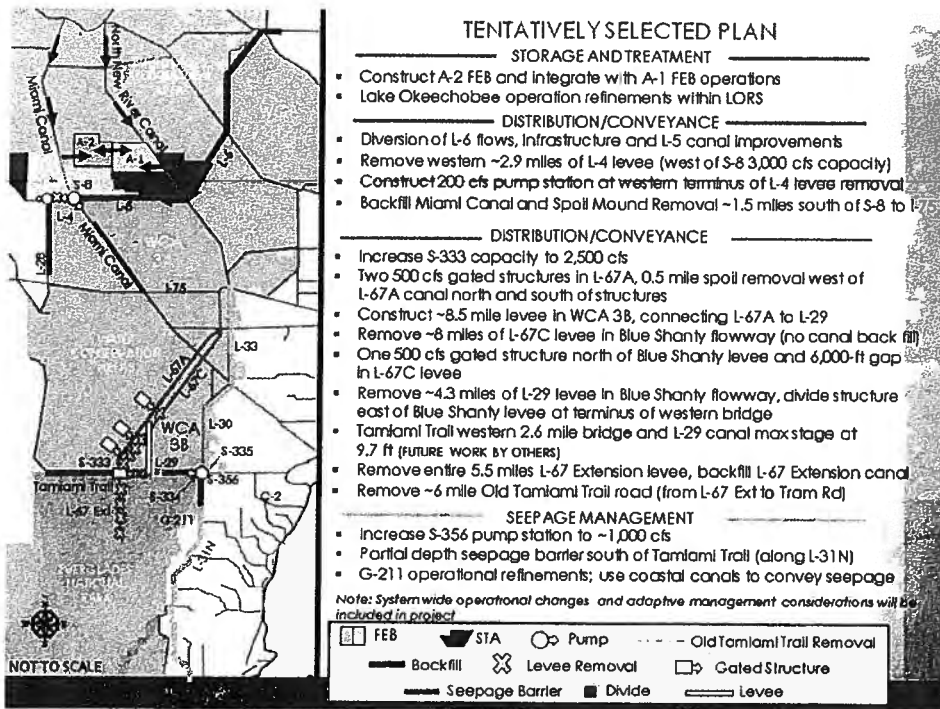 TENTATIVELY SELECTED PLAN
STORAGE AND TREATMENT
▪ Construct A-2 FEB and integrate with A-1 FEB operations
▪ Lake Okeechobee operation refinements within LORS
DISTRIBUTION/CONVEYANCE
▪ Diversion of L-6 flows, Infrastructure and L-5 canal improvements
▪ Remove western ~2.9 miles of L-4 levee (west of S-8 3,000 cfs capacity)
▪ Construct 200 cfs pump station at western terminus of L-4 levee removal
▪ Backfill Miami Canal and Spoil Mound Removal ~1.5 miles south of S-8 to I-75
DISTRIBUTION/CONVEYANCE
▪ Increase S-333 capacity to 2,500 cfs
▪ Two 500 cfs gated structures in L-67A, 0.5 mile spoil removal west of
L-67A canal north and south of structures
▪ Construct ~8.5 mile levee in WCA 3B, connecting L-67A to L-29
▪ Remove ~8 miles of L-67C levee in Blue Shanty flowway (no canal back fill)
▪ One 500 cfs gated structure north of Blue Shanty levee and 6,000-ft gap
in L-67C levee
▪ Remove ~4.3 miles of L-29 levee in Blue Shanty flowway, divide structure
east of Blue Shanty levee at terminus of western bridge
▪ Tamiami Trail western 2.6 mile bridge and L-29 canal max stage at
9.7 ft (FUTURE WORK BY OTHERS)
▪ Remove entire 5.5 miles L-67 Extension levee, backfill L-67 Extension canal
▪ Remove ~6 mile Old Tamiami Trail road (from L-67 Ext to Tram Rd)
SEEPAGE MANAGEMENT
▪ Increase S-356 pump station to ~1,000 cfs
▪ Partial depth seepage barrier south of Tamiami Trail (along L-31N)
▪ G-211 operational refinements; use coastal canals to convey seepage
Note: System wide operational changes and adaptive management considerations will be
included in project
FEB
STA
Pump
Old Tamiami Trail Removal
Backfill
Levee Removal
Gated Structure
Seepage Barrier
Divide
Levee
North New River Canal
Miami Canal
A-2
A-1
L-6
S-8
L-4
L-5
Miami Canal
WCA
L-28
I-75
L-33
L-67A
L-67C
L-30
WCA
3B
S-335
S-333
L-29
S-356
Tamiami Trail
S-334
C-2
L-67 Ext
G-211
L-31N
EVERGLADES
NATIONAL
NOT TO SCALE